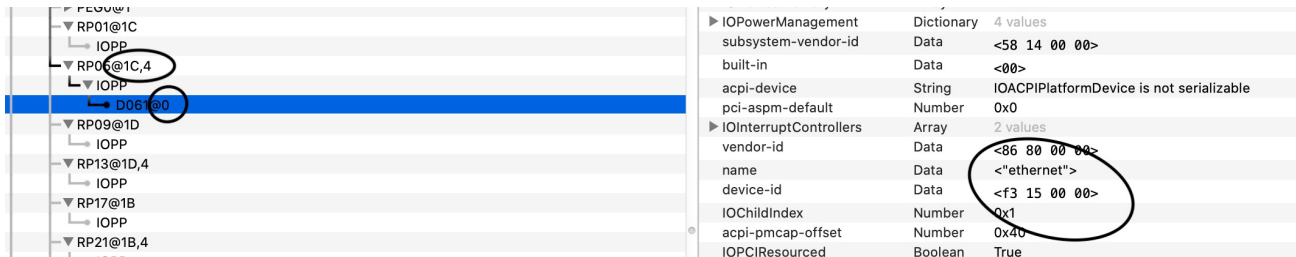 PEG0@1
RP01@1C
IOPP
RP05@1C,4
IOPP
D061@0
RP09@1D
IOPP
RP13@1D,4
IOPP
RP17@1B
IOPP
RP21@1B,4
IOPowerManagement Dictionary 4 values
subsystem-vendor-id Data <58 14 00 00>
built-in Data <00>
acpi-device String IOACPIPlatformDevice is not serializable
pci-aspm-default Number 0x0
IOInterruptControllers Array 2 values
vendor-id Data <86 80 00 00>
name Data <"ethernet">
device-id Data <f3 15 00 00>
IOChildIndex Number 0x1
acpi-pmcap-offset Number 0x40
IOPCIResourced Boolean True